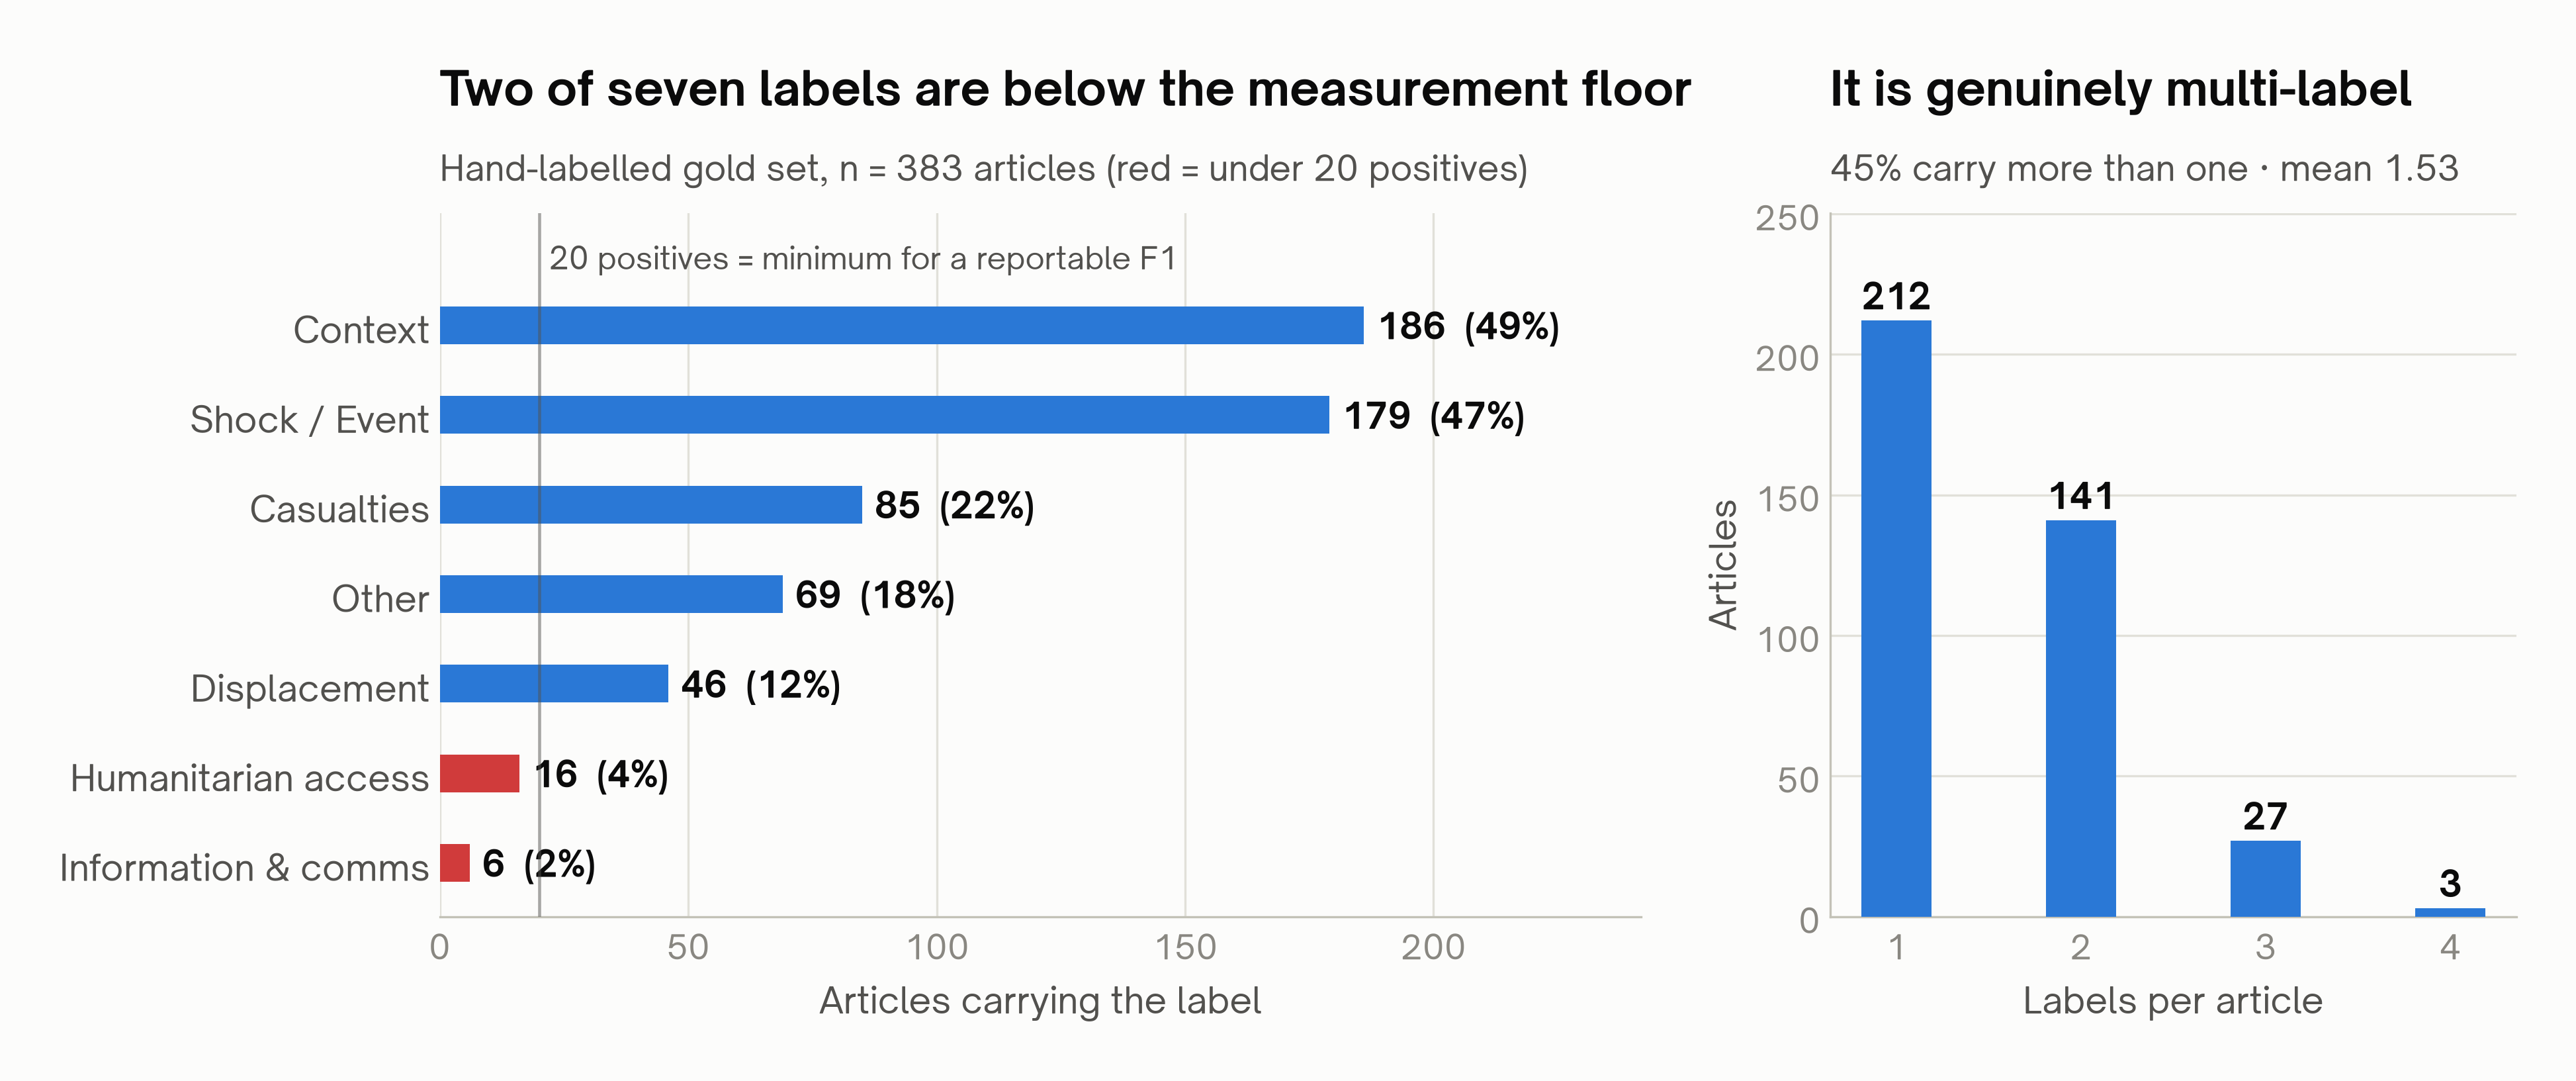 Two of seven labels are below the measurement floor
Hand-labelled gold set, n = 383 articles (red = under 20 positives)
20 positives = minimum for a reportable F1
Context 186 (49%)
Shock / Event 179 (47%)
Casualties 85 (22%)
Other 69 (18%)
Displacement 46 (12%)
Humanitarian access 16 (4%)
Information & comms 6 (2%)
0 50 100 150 200
Articles carrying the label
It is genuinely multi-label
45% carry more than one · mean 1.53
250
200
150
100
50
0
Articles
212
141
27
3
1 2 3 4
Labels per article